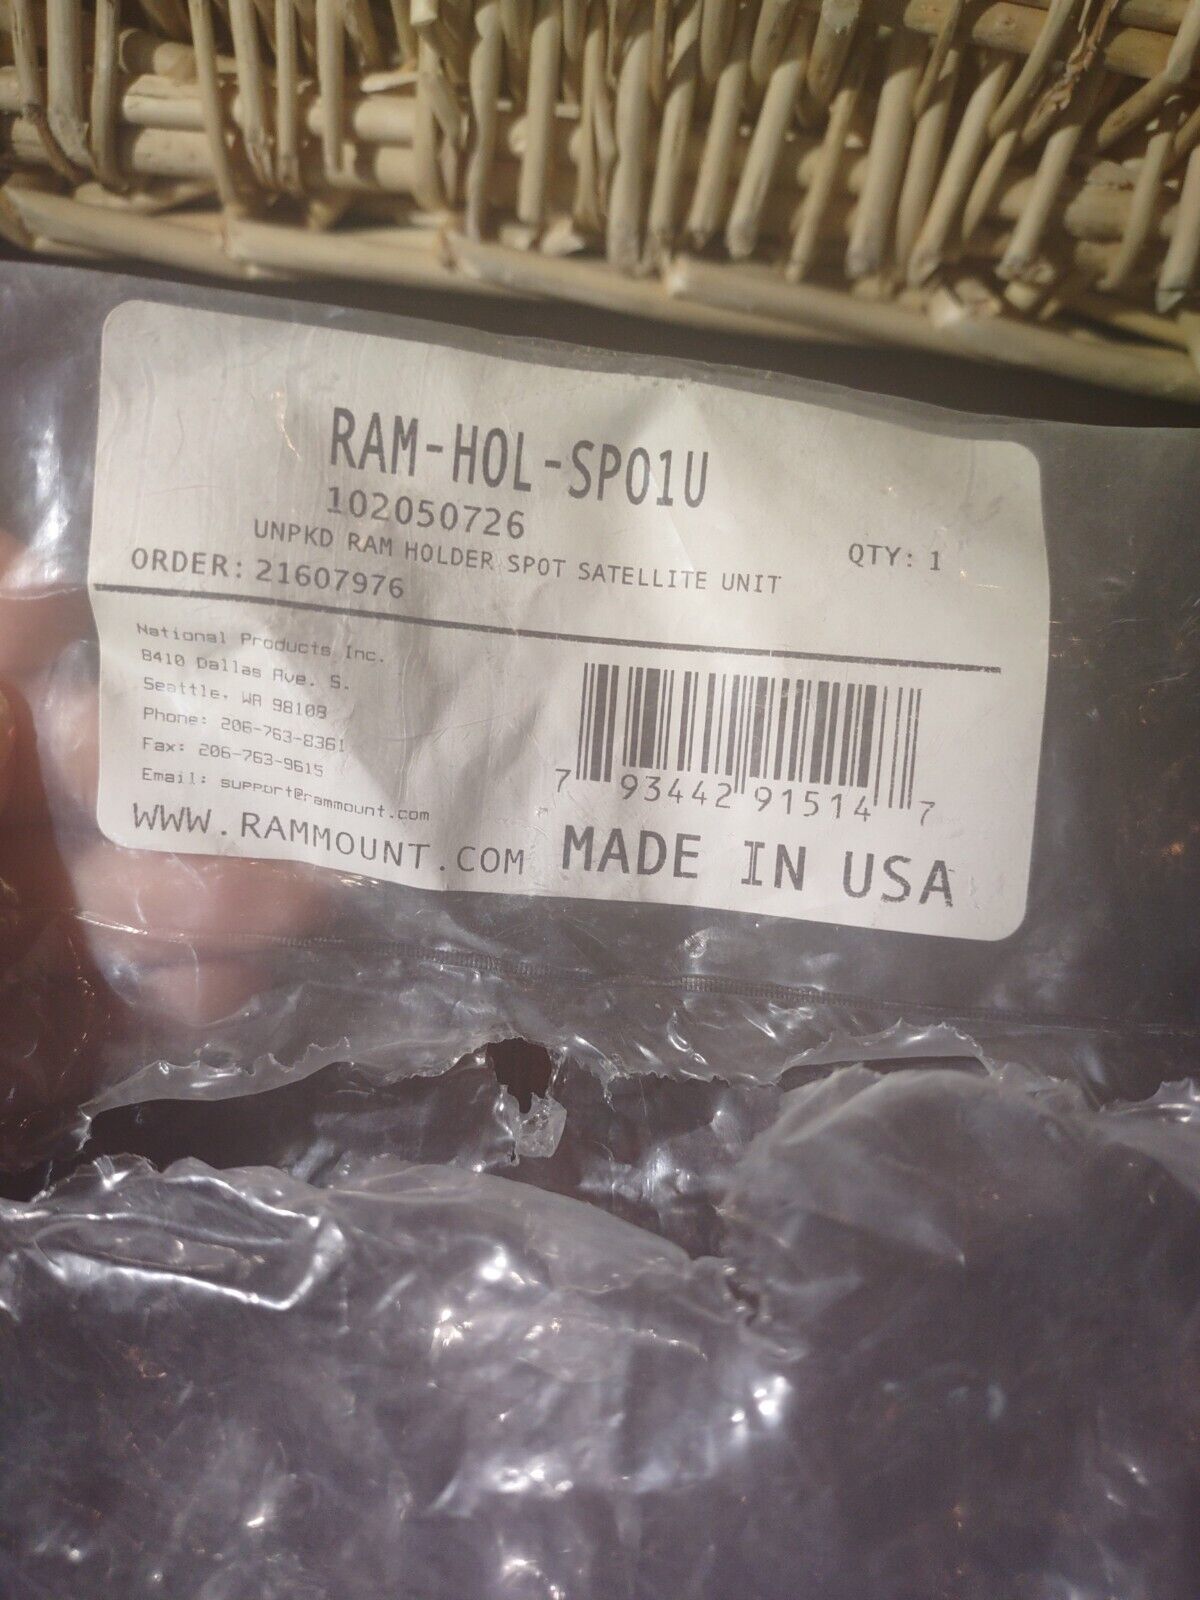 RAM-HOL-SPO1U
102050726
UNPKD RAM HOLDER SPOT SATELLITE UNIT
QTY: 1
ORDER: 21607976
National Products Inc.
8410 Dallas Ave. S.
Seattle, WA 98108
Phone: 206-763-8361
Fax: 206-763-9615
Email: support@rammount.com
WWW.RAMMOUNT.COM
7 93442 91514 7
MADE IN USA